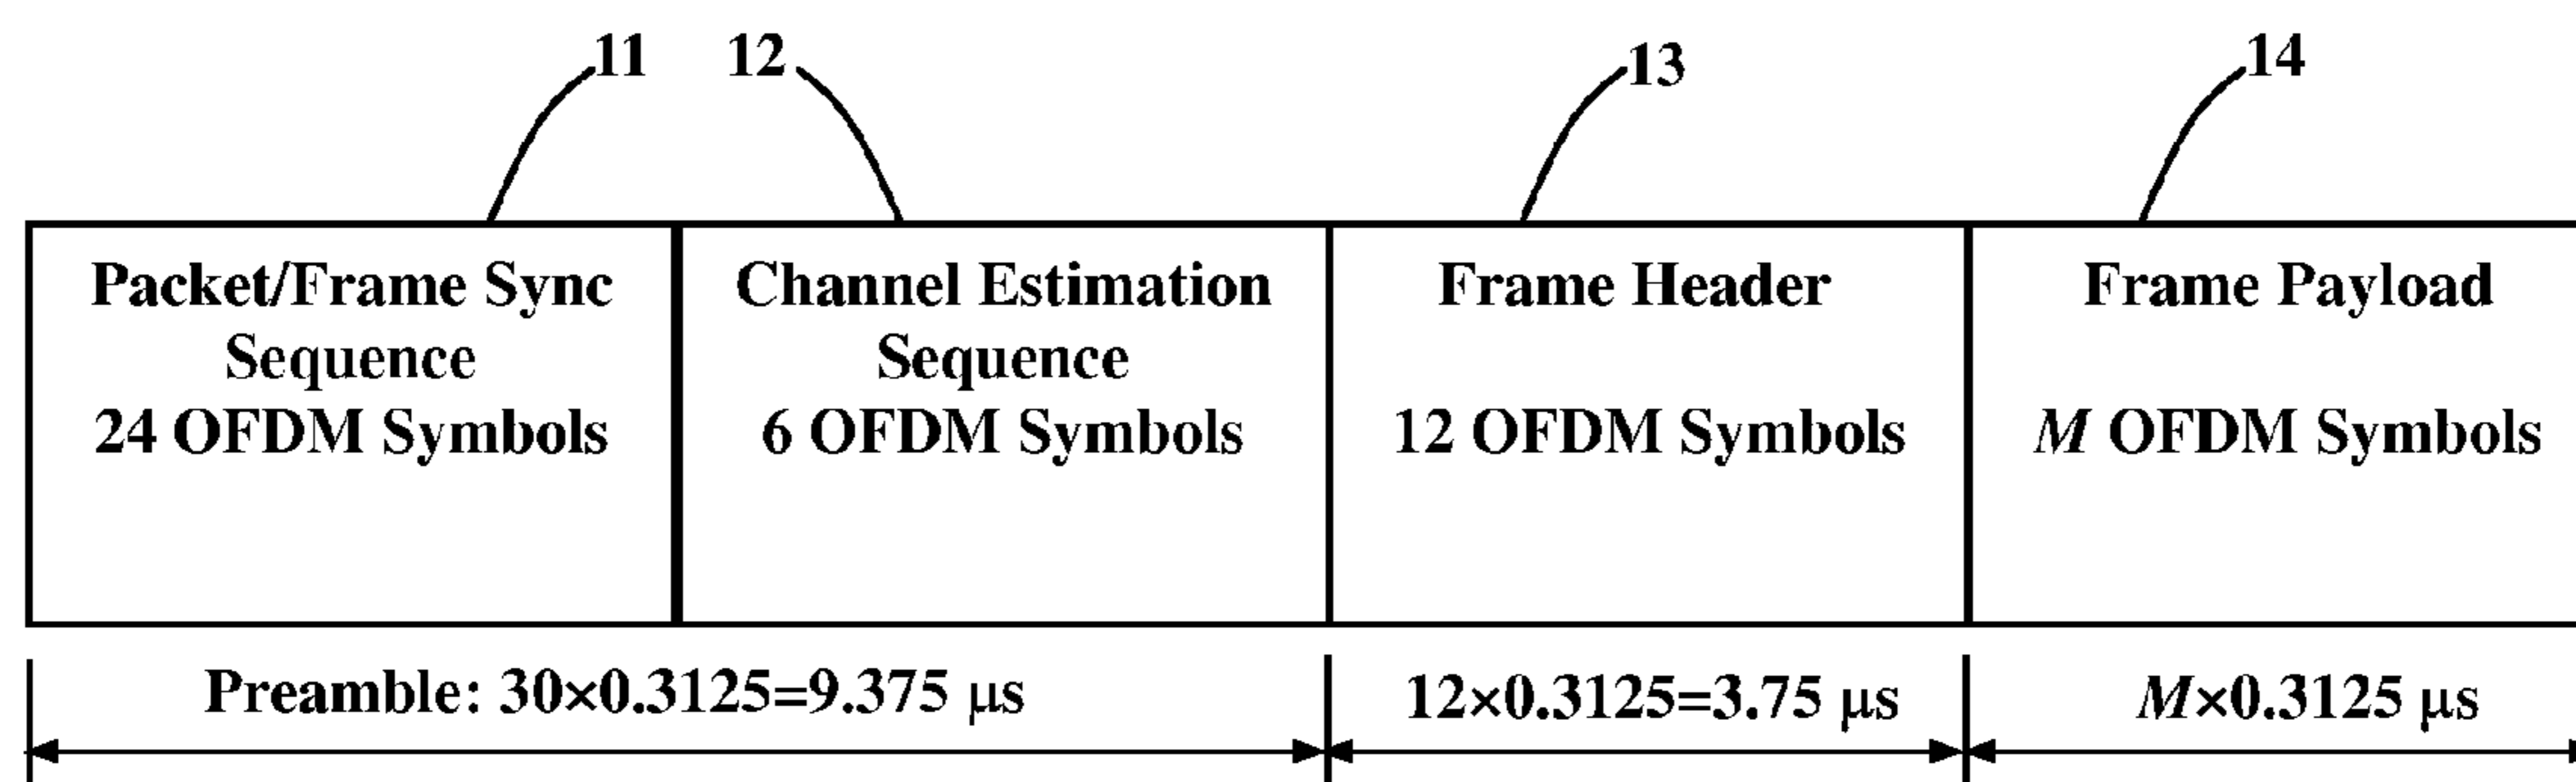 11
12
13
14
Packet/Frame Sync
Sequence
24 OFDM Symbols
Channel Estimation
Sequence
6 OFDM Symbols
Frame Header
12 OFDM Symbols
Frame Payload
M OFDM Symbols
Preamble: 30×0.3125=9.375 μs
12×0.3125=3.75 μs
M×0.3125 μs